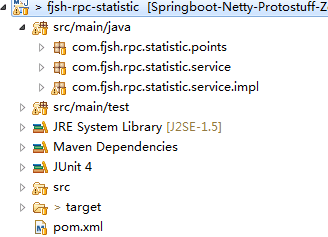 > fjsh-rpc-statistic [Springboot-Netty-Protostuff-Z
src/main/java
com.fjsh.rpc.statistic.points
com.fjsh.rpc.statistic.service
com.fjsh.rpc.statistic.service.impl
src/main/test
JRE System Library [J2SE-1.5]
Maven Dependencies
JUnit 4
src
> target
pom.xml